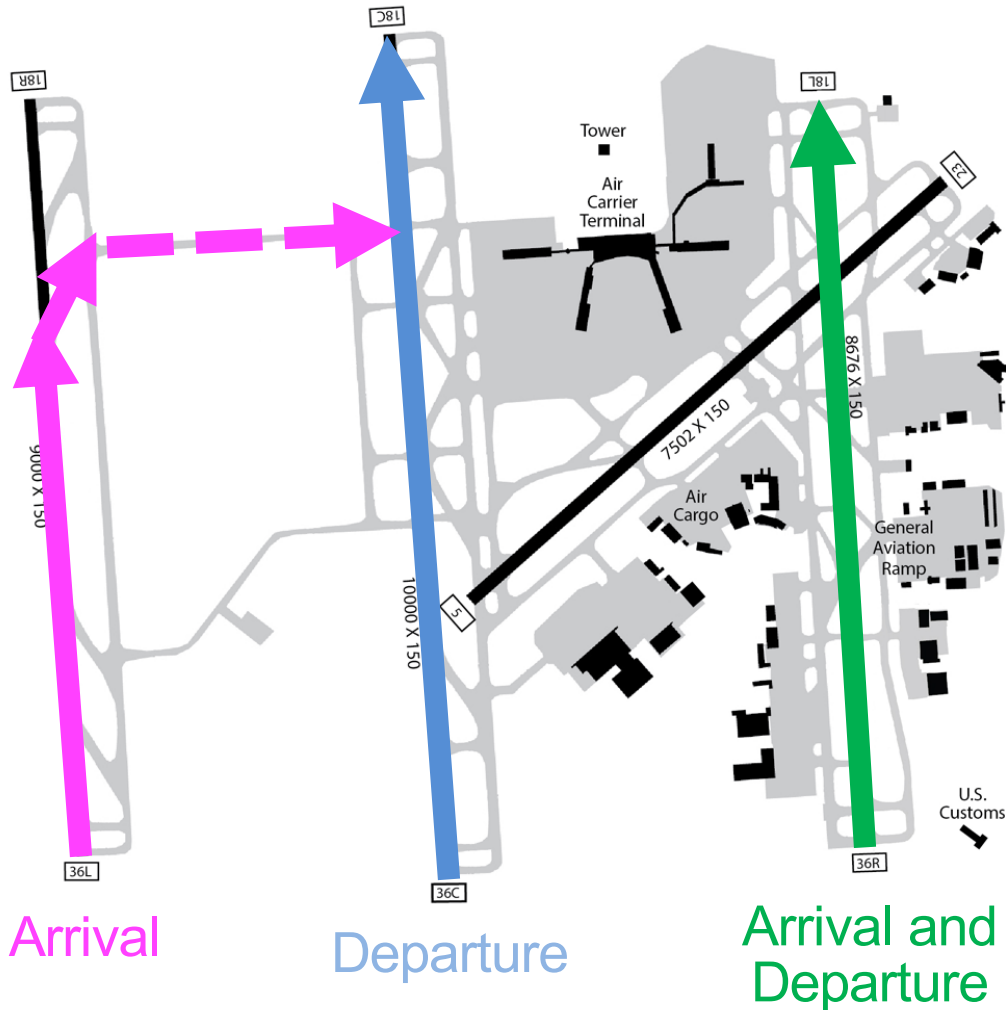 18C
18R
18L
Tower
23
Air
Carrier
Terminal
8676 X 150
7502 X 150
9000 X 150
Air
Cargo
General
Aviation
Ramp
10000 X 150
5
U.S.
Customs
36L
36C
36R
Arrival
Departure
Arrival and
Departure